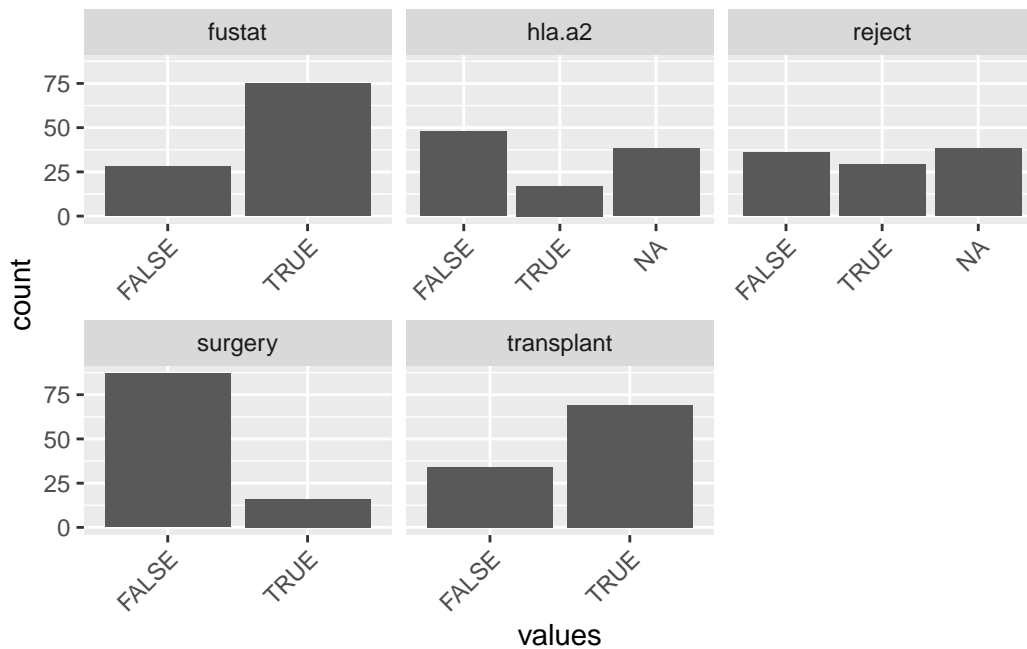 fustat hla.a2 reject
75
50
25
0
FALSE TRUE FALSE TRUE NA FALSE TRUE NA
count
surgery transplant
75
50
25
0
FALSE TRUE FALSE TRUE
values